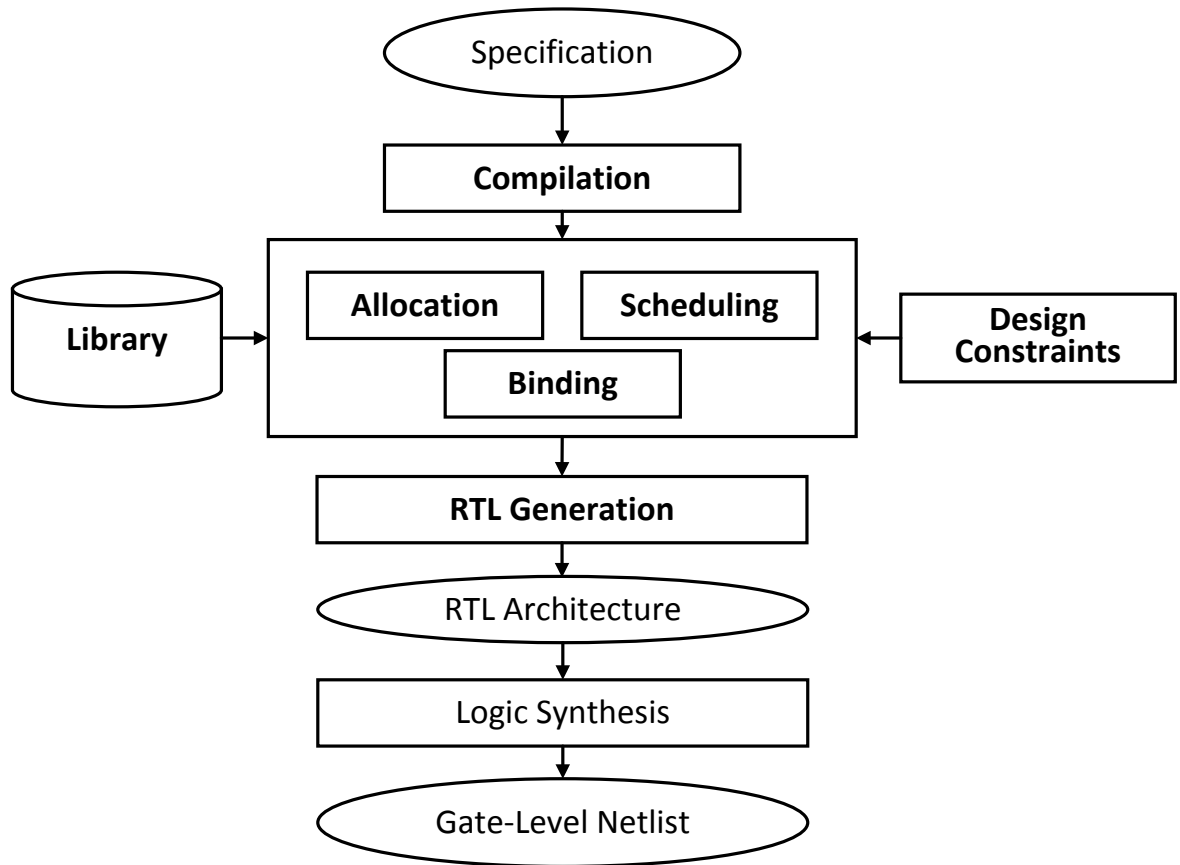 Specification
Compilation
Allocation
Scheduling
Library
Binding
Design
Constraints
RTL Generation
RTL Architecture
Logic Synthesis
Gate-Level Netlist